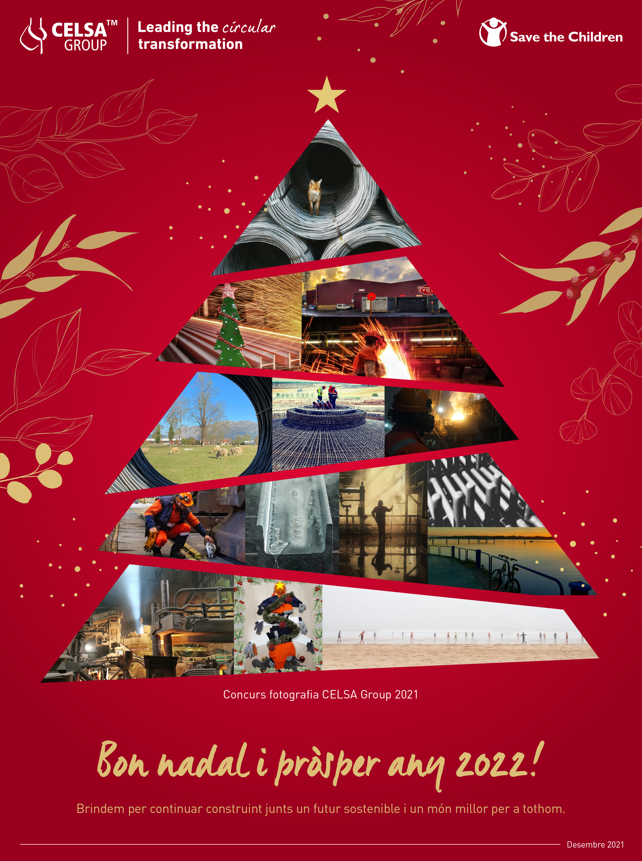 CELSA™
GROUP
Leading the circular
transformation
Save the Children
Concurs fotografia CELSA Group 2021
Bon nadal i pròsper any 2022!
Brindem per continuar construint junts un futur sostenible i un món millor per a tothom.
Desembre 2021